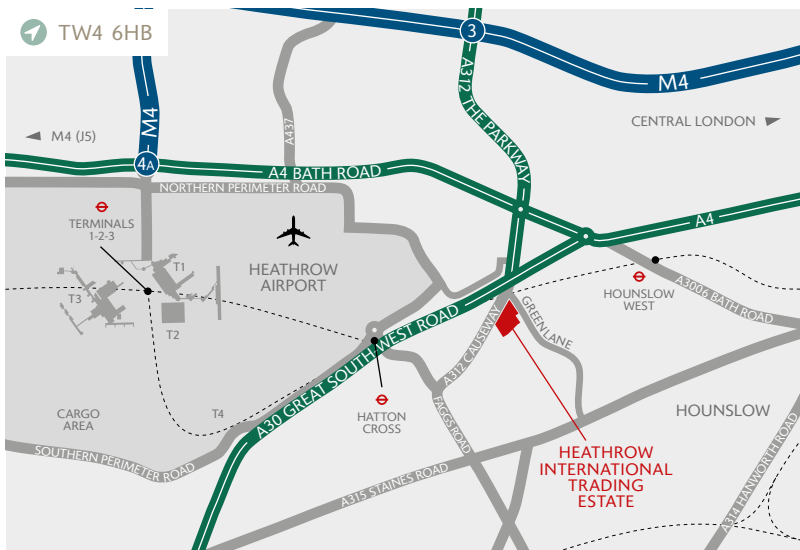 TW4 6HB
3
M4
A312 THE PARKWAY
M4
A437
CENTRAL LONDON
M4 (J5)
4A
A4 BATH ROAD
NORTHERN PERIMETER ROAD
TERMINALS
1-2-3
A4
T1
T3
T2
HEATHROW
AIRPORT
HOUNSLOW
WEST
A3006 BATH ROAD
GREEN LANE
A312 CAUSEWAY
A30 GREAT SOUTH WEST ROAD
HATTON
CROSS
FAGGS ROAD
CARGO
AREA
T4
HOUNSLOW
SOUTHERN PERIMETER ROAD
HEATHROW
INTERNATIONAL
TRADING
ESTATE
A315 STAINES ROAD
A314 HANWORTH ROAD